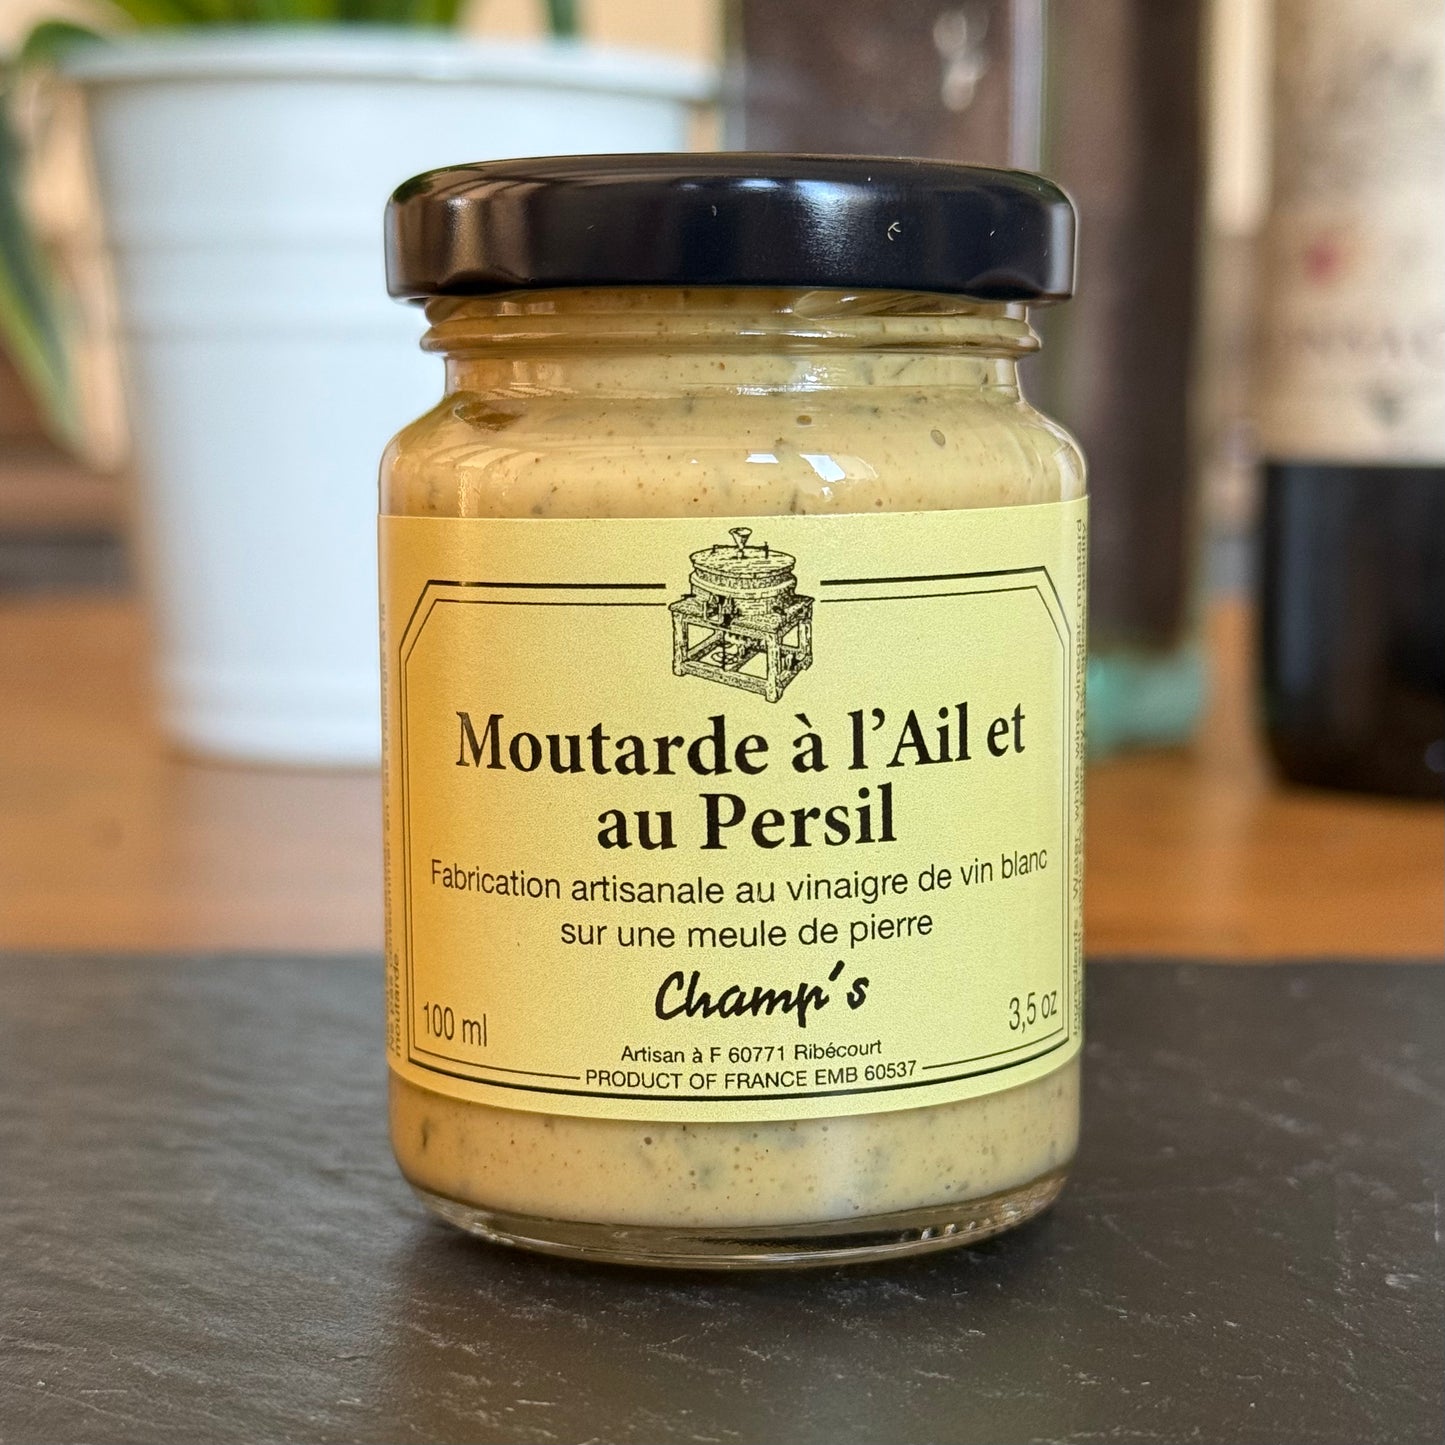 Moutarde à l'Ail et
au Persil
Fabrication artisanale au vinaigre de vin blanc
sur une meule de pierre
Champ's
100 ml
3,5 oz
Artisan à F 60771 Ribécourt
PRODUCT OF FRANCE EMB 60537
moutarde